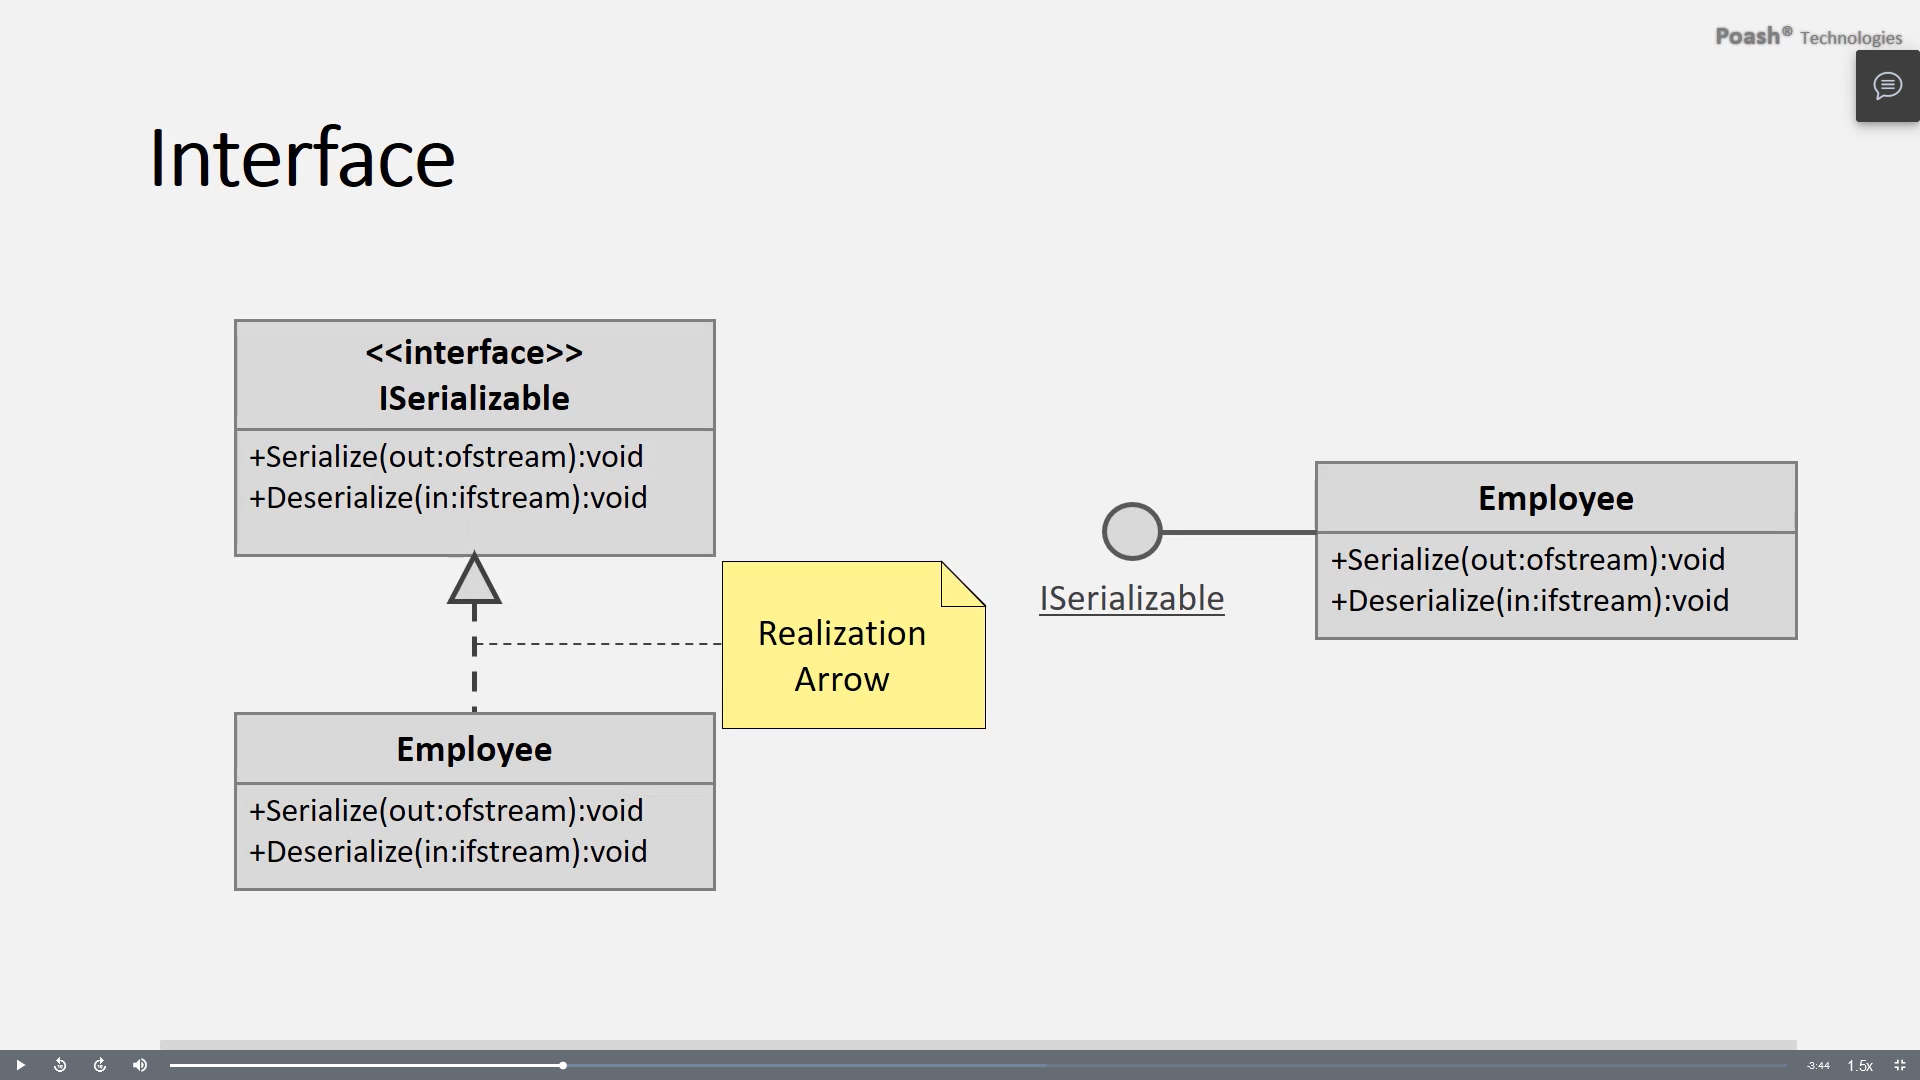 Poash® Technologies
Interface
<<interface>>
ISerializable
+Serialize(out:ofstream):void
+Deserialize(in:ifstream):void
Realization
Arrow
Employee
+Serialize(out:ofstream):void
+Deserialize(in:ifstream):void
ISerializable
Employee
+Serialize(out:ofstream):void
+Deserialize(in:ifstream):void
-3:44
1.5x